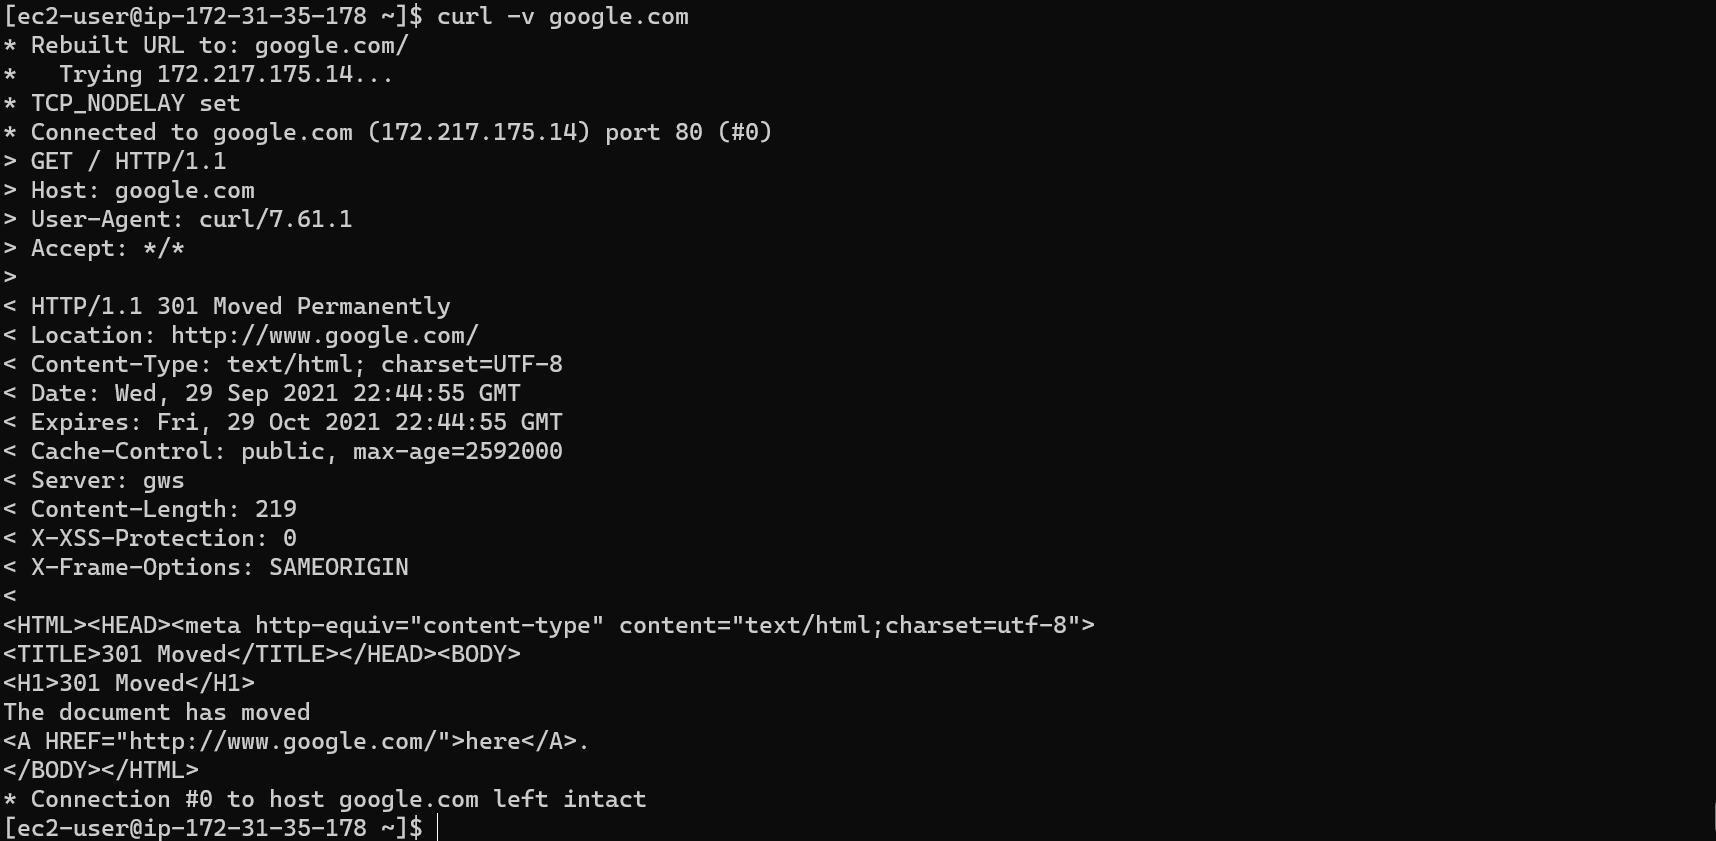 [ec2-user@ip-172-31-35-178 ~]$ curl -v google.com
* Rebuilt URL to: google.com/
*   Trying 172.217.175.14...
* TCP_NODELAY set
* Connected to google.com (172.217.175.14) port 80 (#0)
> GET / HTTP/1.1
> Host: google.com
> User-Agent: curl/7.61.1
> Accept: */*
>
< HTTP/1.1 301 Moved Permanently
< Location: http://www.google.com/
< Content-Type: text/html; charset=UTF-8
< Date: Wed, 29 Sep 2021 22:44:55 GMT
< Expires: Fri, 29 Oct 2021 22:44:55 GMT
< Cache-Control: public, max-age=2592000
< Server: gws
< Content-Length: 219
< X-XSS-Protection: 0
< X-Frame-Options: SAMEORIGIN
<
<HTML><HEAD><meta http-equiv="content-type" content="text/html;charset=utf-8">
<TITLE>301 Moved</TITLE></HEAD><BODY>
<H1>301 Moved</H1>
The document has moved
<A HREF="http://www.google.com/">here</A>.
</BODY></HTML>
* Connection #0 to host google.com left intact
[ec2-user@ip-172-31-35-178 ~]$